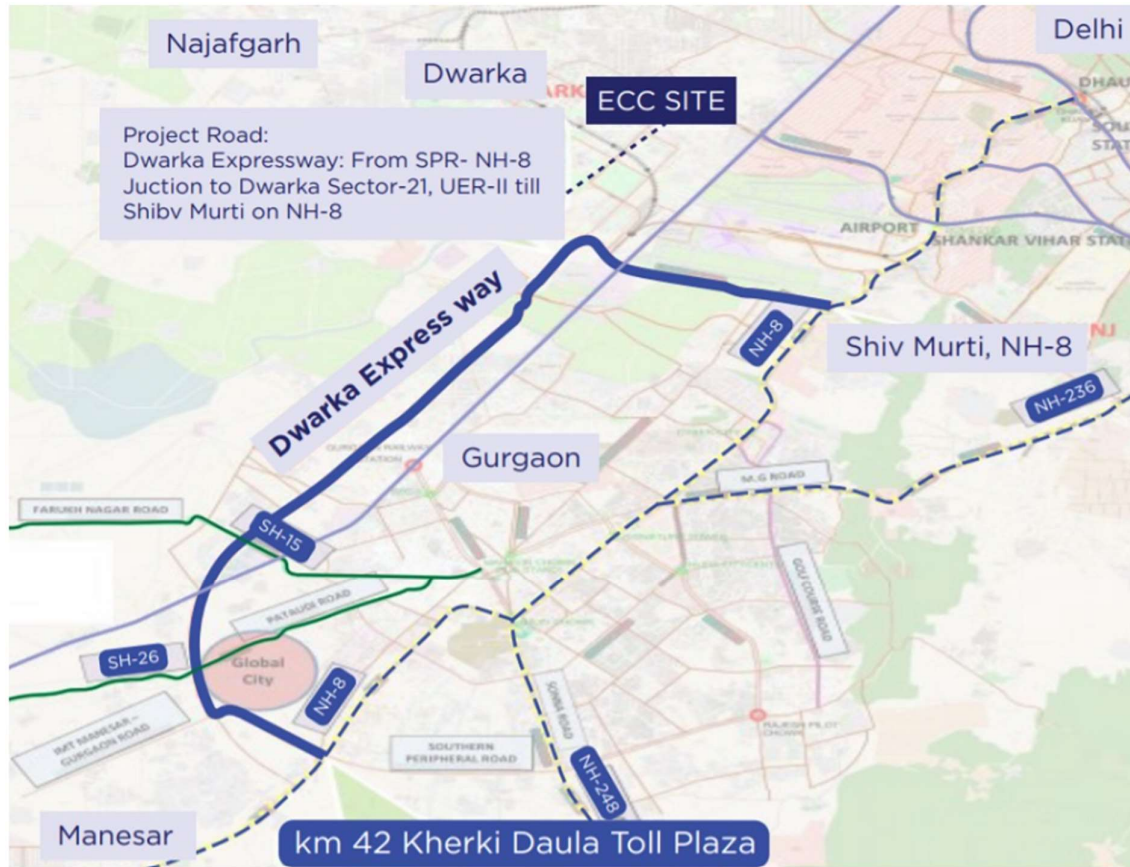 Najafgarh
Delhi
Dwarka
ECC SITE
Project Road:
Dwarka Expressway: From SPR- NH-8
Juction to Dwarka Sector-21, UER-II till
Shibv Murti on NH-8
AIRPORT
SHANKAR VIHAR
Dwarka Express way
NH-8
Shiv Murti, NH-8
NH-236
Gurgaon
M.G ROAD
FARUKH NAGAR ROAD
SH-15
GOLF COURSE ROAD
PATAUDI ROAD
SH-26
Global
City
NH-8
SOHNA ROAD
IMT MANESAR –
GURGAON ROAD
SOUTHERN
PERIPHERAL ROAD
NH-248
Manesar
km 42 Kherki Daula Toll Plaza